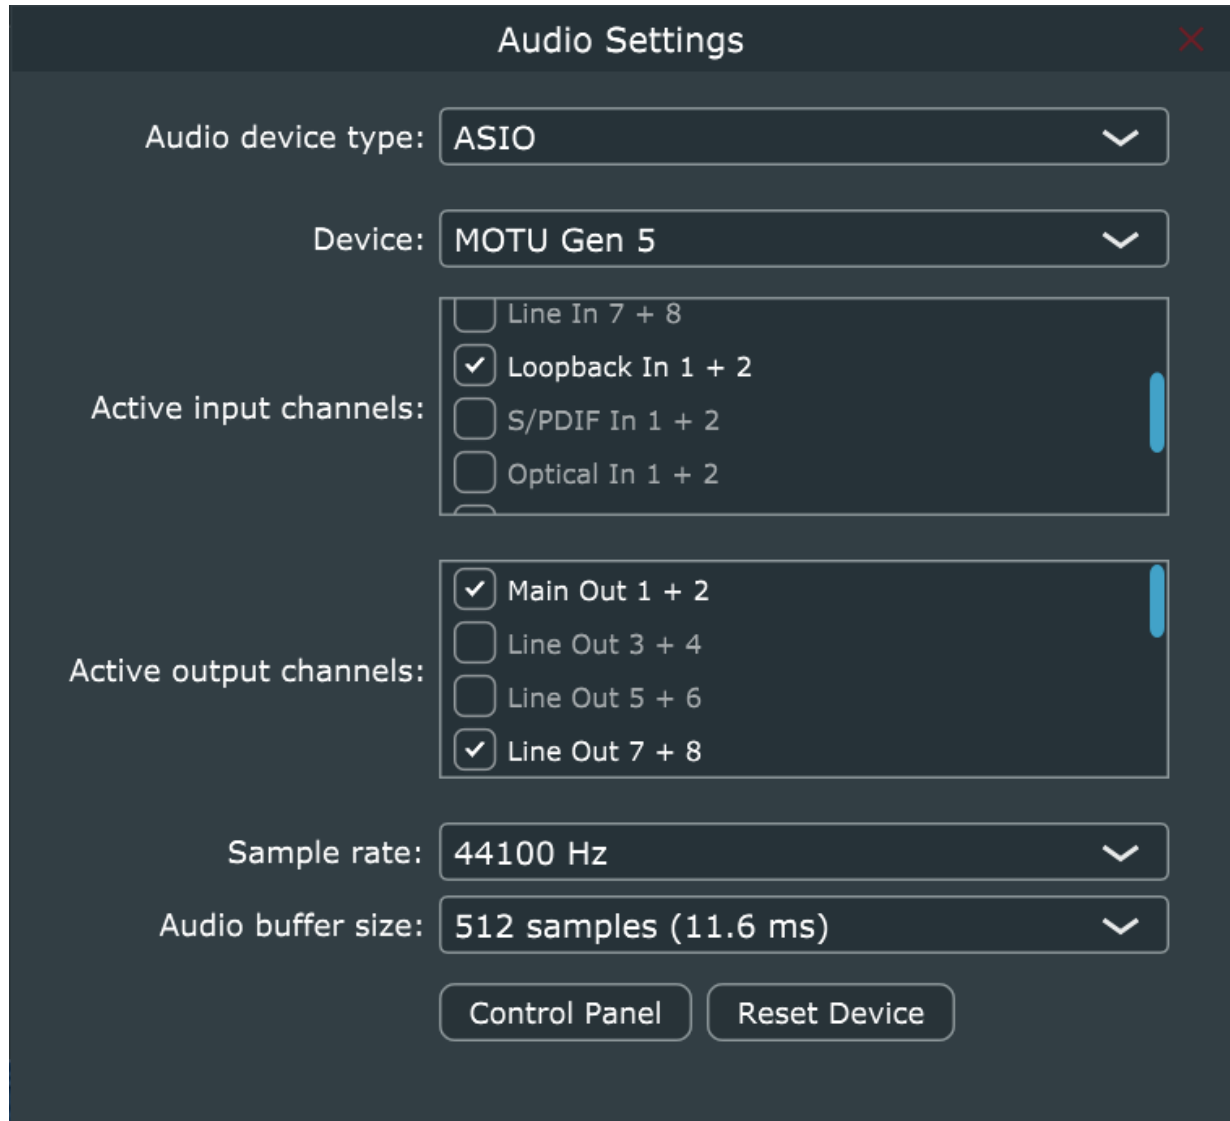 Audio Settings
Audio device type: ASIO
Device: MOTU Gen 5
Active input channels:
Line In 7 + 8
Loopback In 1 + 2
S/PDIF In 1 + 2
Optical In 1 + 2
Active output channels:
Main Out 1 + 2
Line Out 3 + 4
Line Out 5 + 6
Line Out 7 + 8
Sample rate: 44100 Hz
Audio buffer size: 512 samples (11.6 ms)
Control Panel
Reset Device